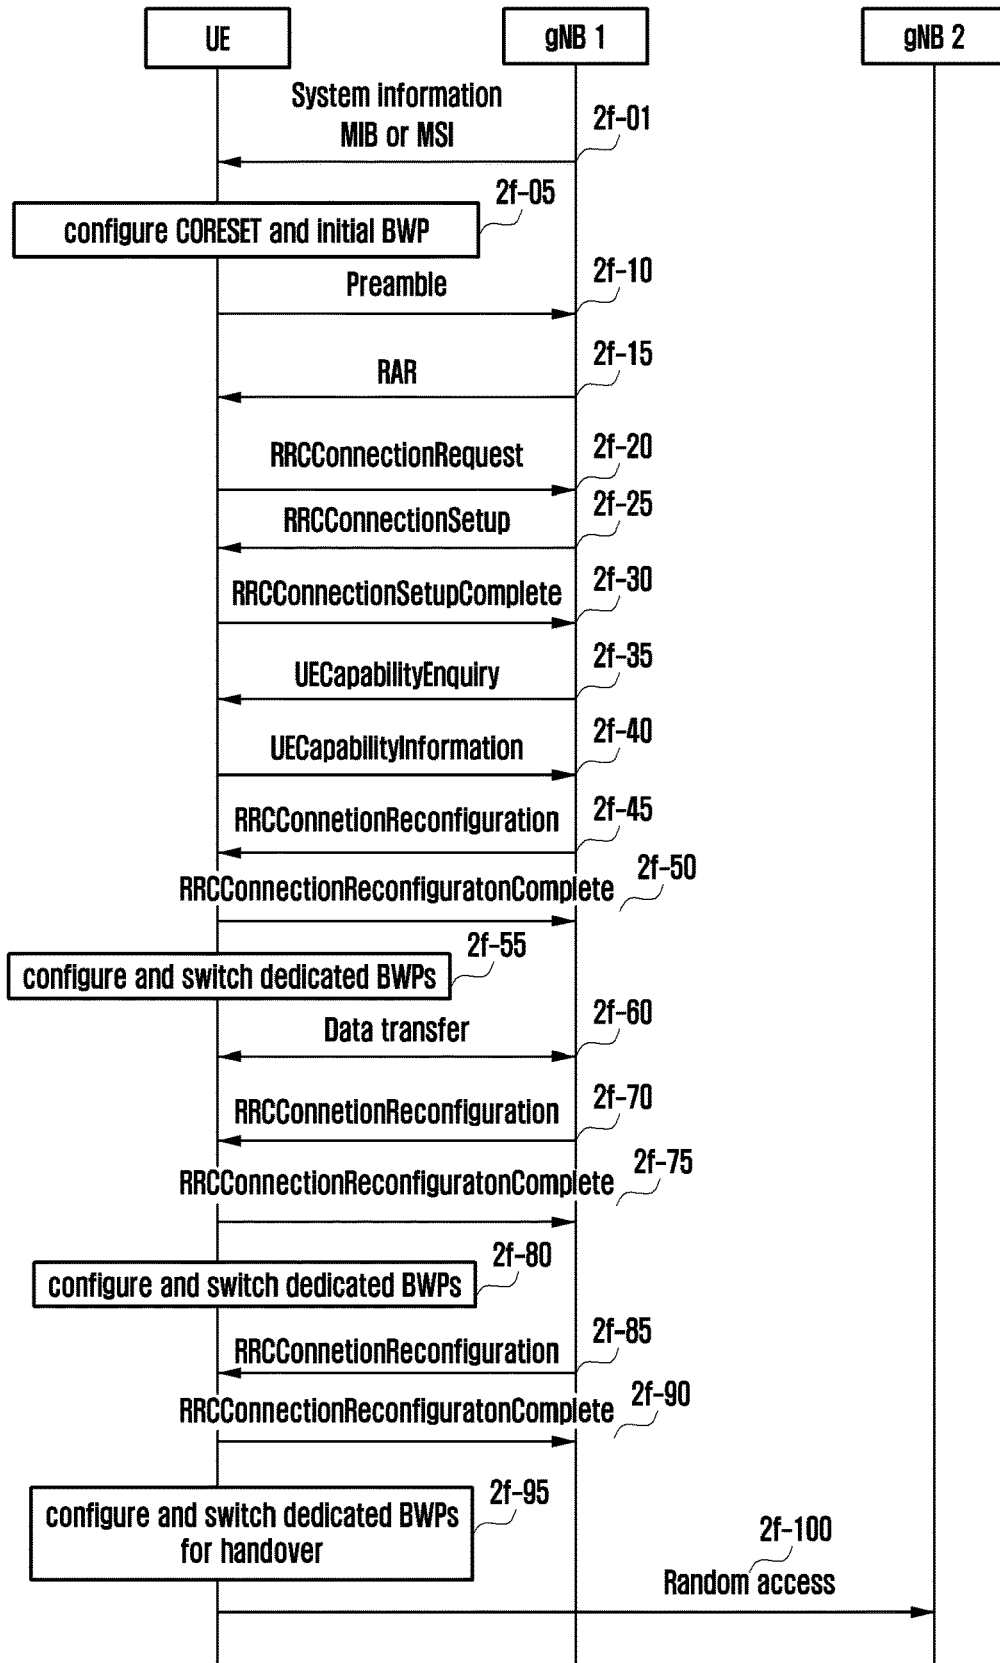 UE
gNB 1
gNB 2
System information
MIB or MSI
2f-01
2f-05
configure CORESET and initial BWP
Preamble
2f-10
RAR
2f-15
RRCConnectionRequest
2f-20
RRCConnectionSetup
2f-25
RRCConnectionSetupComplete
2f-30
UECapabilityEnquiry
2f-35
UECapabilityInformation
2f-40
RRCConnetionReconfiguration
2f-45
RRCConnectionReconfiguratonComplete
2f-50
2f-55
configure and switch dedicated BWPs
Data transfer
2f-60
RRCConnetionReconfiguration
2f-70
RRCConnectionReconfiguratonComplete
2f-75
2f-80
configure and switch dedicated BWPs
RRCConnetionReconfiguration
2f-85
RRCConnectionReconfiguratonComplete
2f-90
2f-95
configure and switch dedicated BWPs
for handover
2f-100
Random access